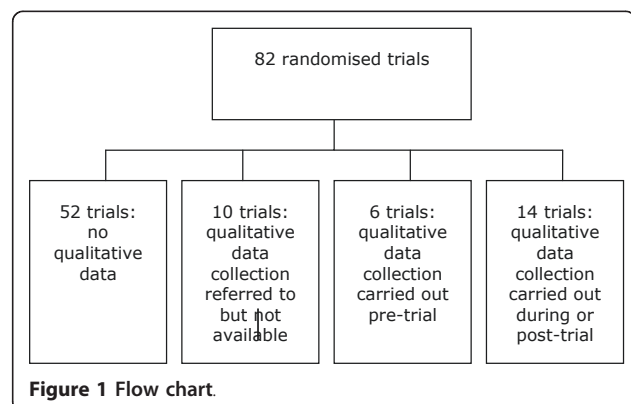 82 randomised trials
52 trials:
no
qualitative
data
10 trials:
qualitative
data
collection
referred to
but not
available
6 trials:
qualitative
data
collection
carried out
pre-trial
14 trials:
qualitative
data
collection
carried out
during or
post-trial
Figure 1 Flow chart.